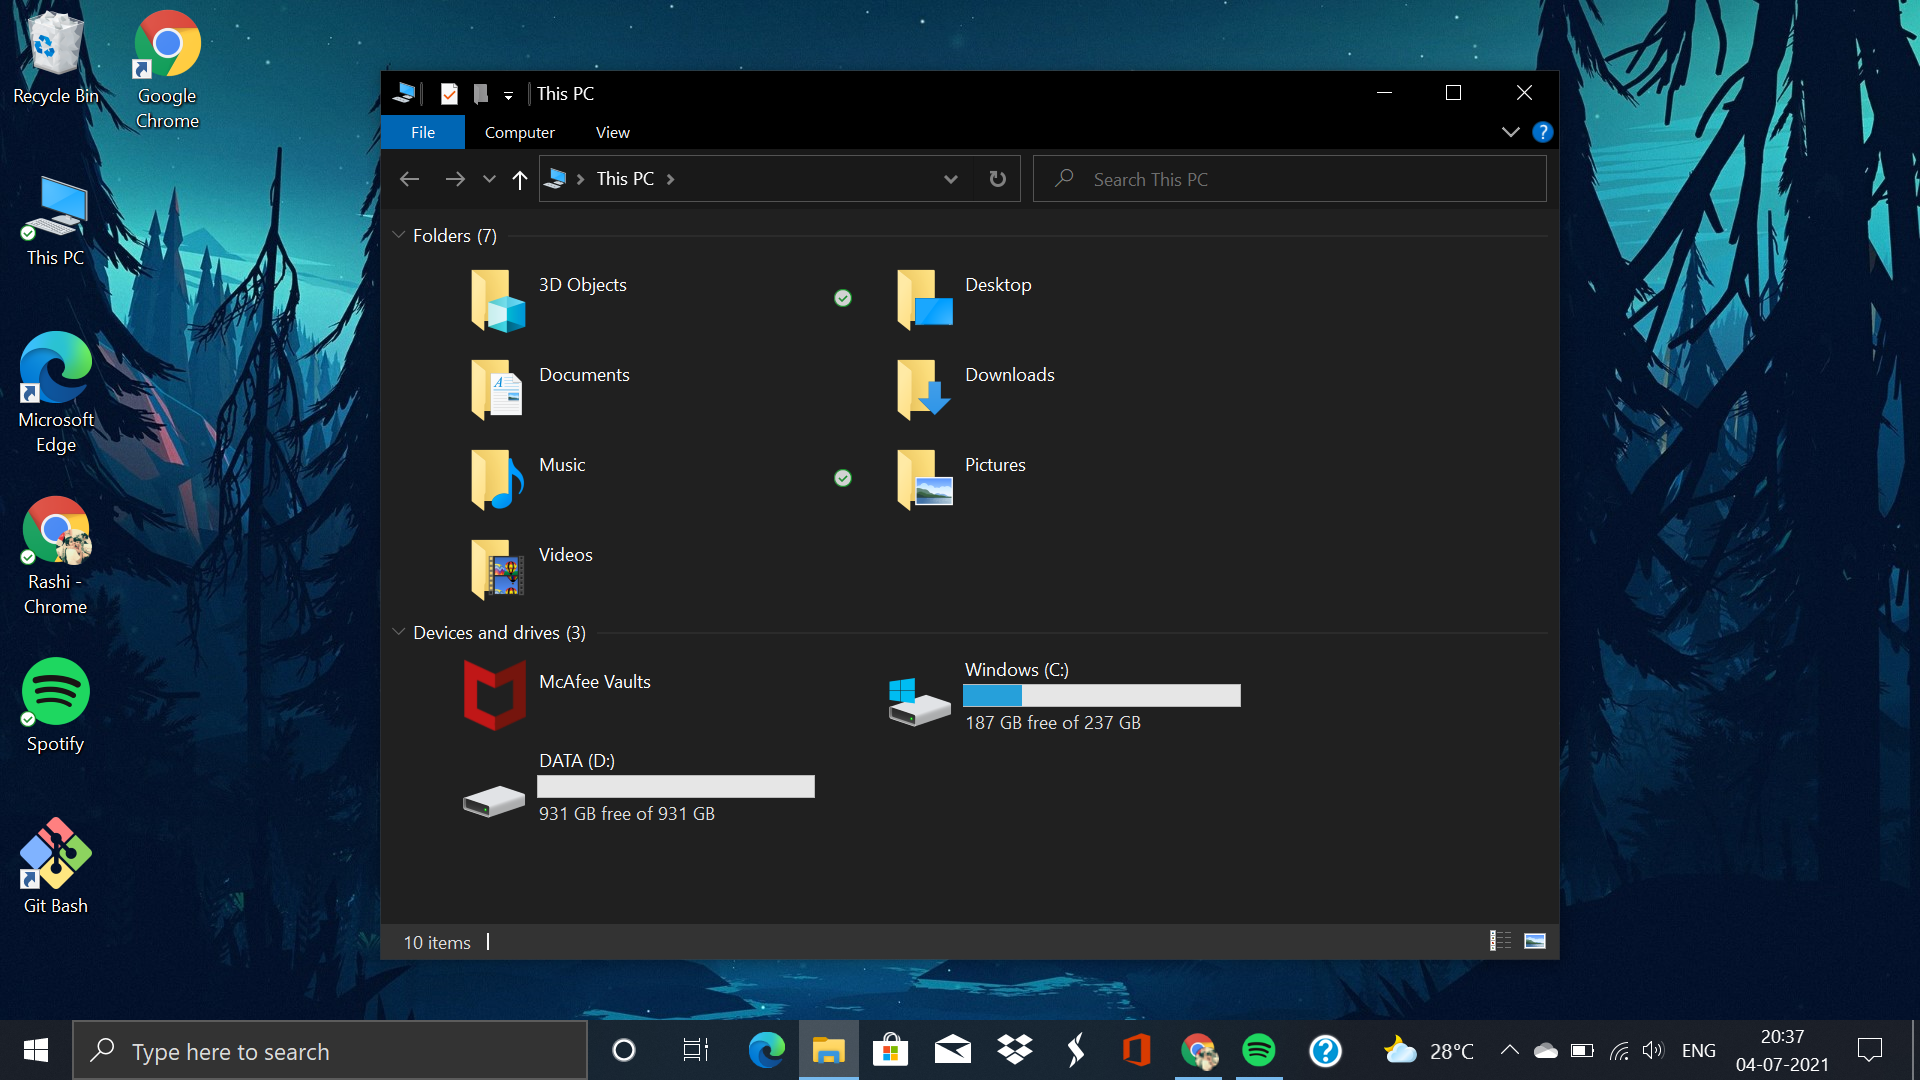 Recycle Bin
Google
Chrome
This PC
Microsoft
Edge
Rashi -
Chrome
Spotify
Git Bash
This PC
File
Computer
View
?
This PC
Search This PC
Folders (7)
3D Objects
Desktop
Documents
Downloads
Music
Pictures
Videos
Devices and drives (3)
McAfee Vaults
Windows (C:)
187 GB free of 237 GB
DATA (D:)
931 GB free of 931 GB
10 items
Type here to search
?
28°C
ENG
20:37
04-07-2021